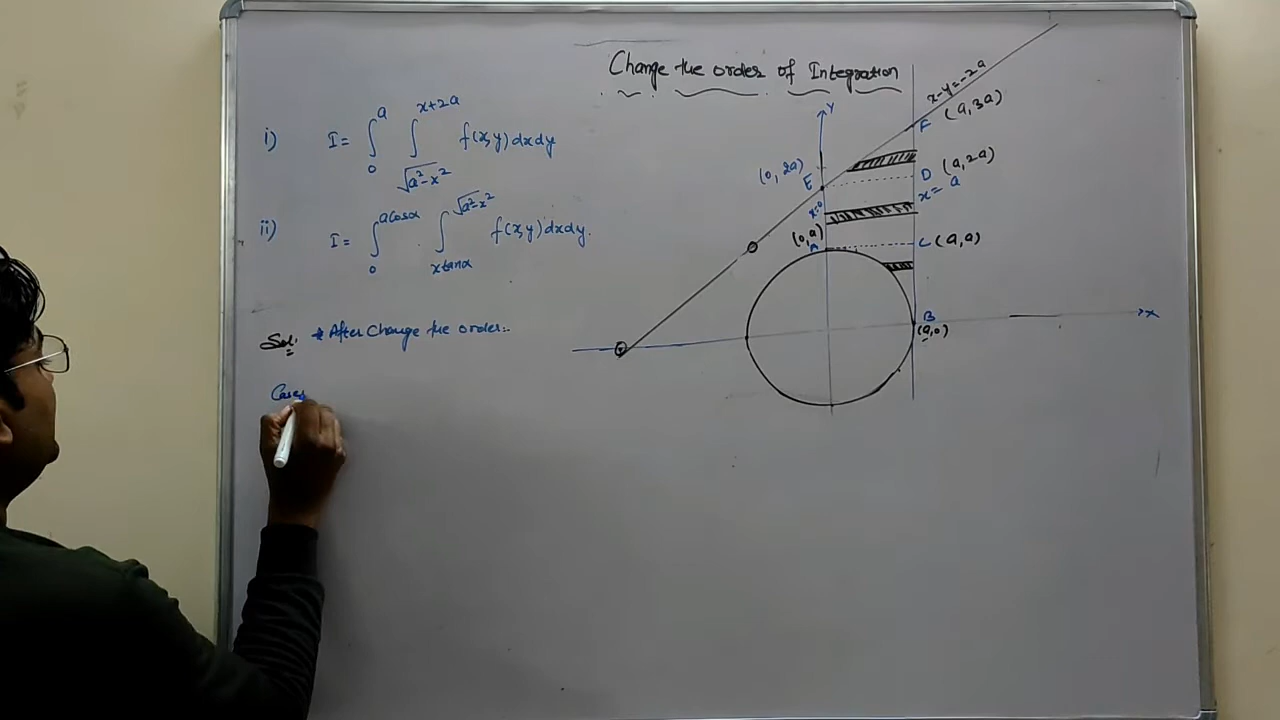 Change the order of Integration
i) I = ∫₀^a ∫_{√(a²-x²)}^{x+2a} f(x,y) dx dy
ii) I = ∫₀^{a cosα} ∫_{x tanα}^{√(a²-x²)} f(x,y) dx dy.
Sol: * After Change the order:-
Cases
Y
x-y=-2a
F (a,3a)
(0,2a)
E
D (a,2a)
x=a
x=0
(0,a)
A
C (a,a)
B
(a,0)
X